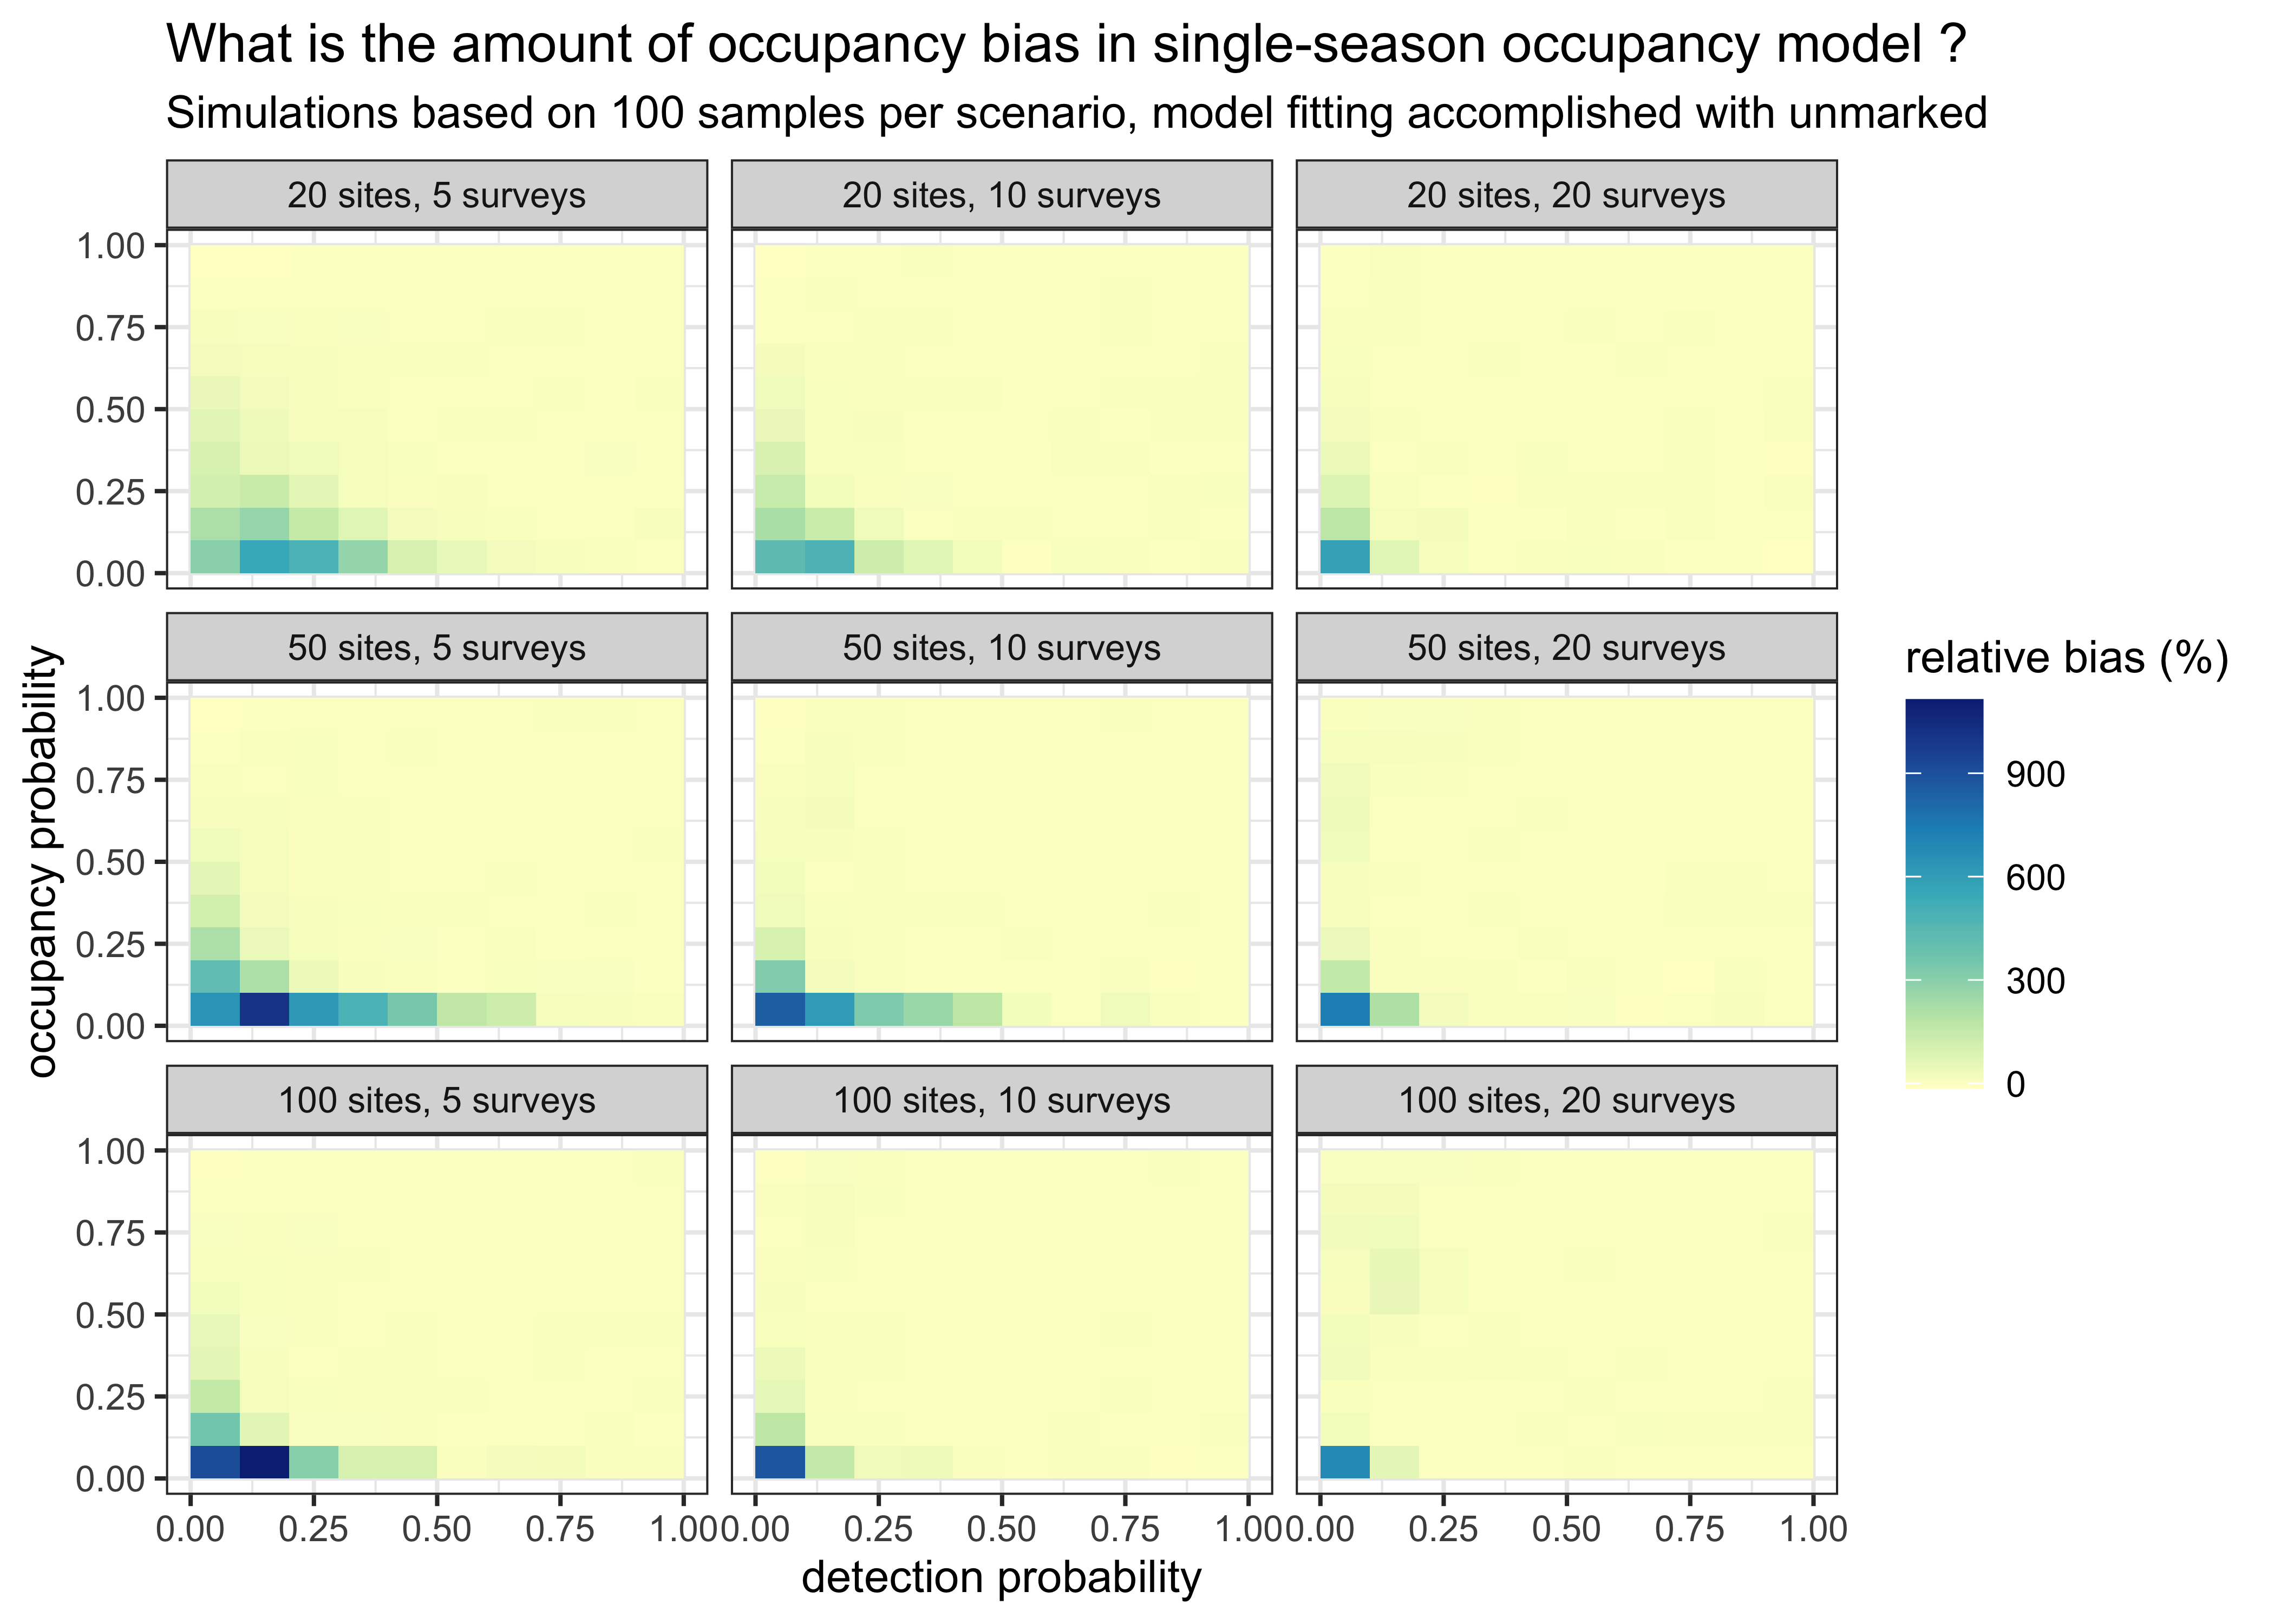 What is the amount of occupancy bias in single-season occupancy model ?
Simulations based on 100 samples per scenario, model fitting accomplished with unmarked
20 sites, 5 surveys
20 sites, 10 surveys
20 sites, 20 surveys
1.00
0.75
0.50
0.25
0.00
50 sites, 5 surveys
50 sites, 10 surveys
50 sites, 20 surveys
1.00
0.75
0.50
0.25
0.00
100 sites, 5 surveys
100 sites, 10 surveys
100 sites, 20 surveys
1.00
0.75
0.50
0.25
0.00
0.00 0.25 0.50 0.75 1.00
0.00 0.25 0.50 0.75 1.00
0.00 0.25 0.50 0.75 1.00
detection probability
occupancy probability
relative bias (%)
900
600
300
0